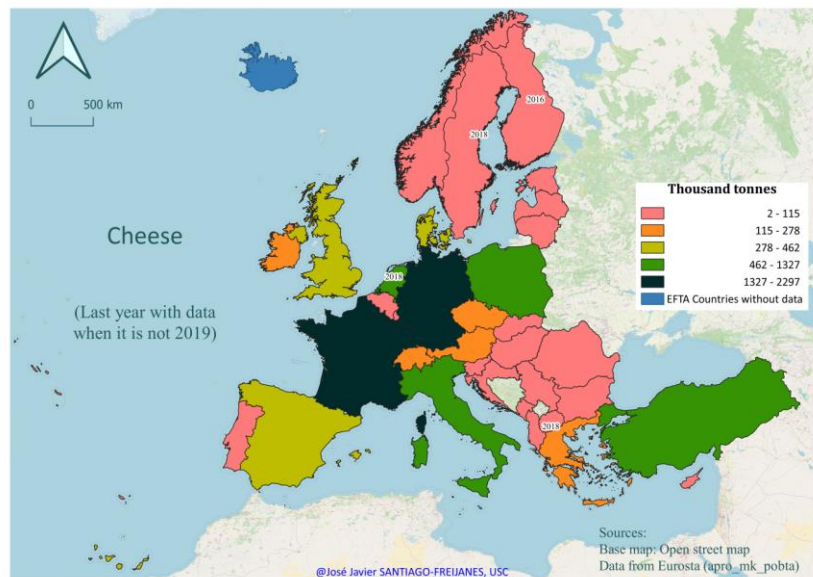 0 500 km
2016
2018
Thousand tonnes
2 - 115
115 - 278
278 - 462
462 - 1327
1327 - 2297
EFTA Countries without data
Cheese
(Last year with data
when it is not 2019)
2018
2018
Sources:
Base map: Open street map
Data from Eurosta (apro_mk_pobta)
@José Javier SANTIAGO-FREIJANES, USC